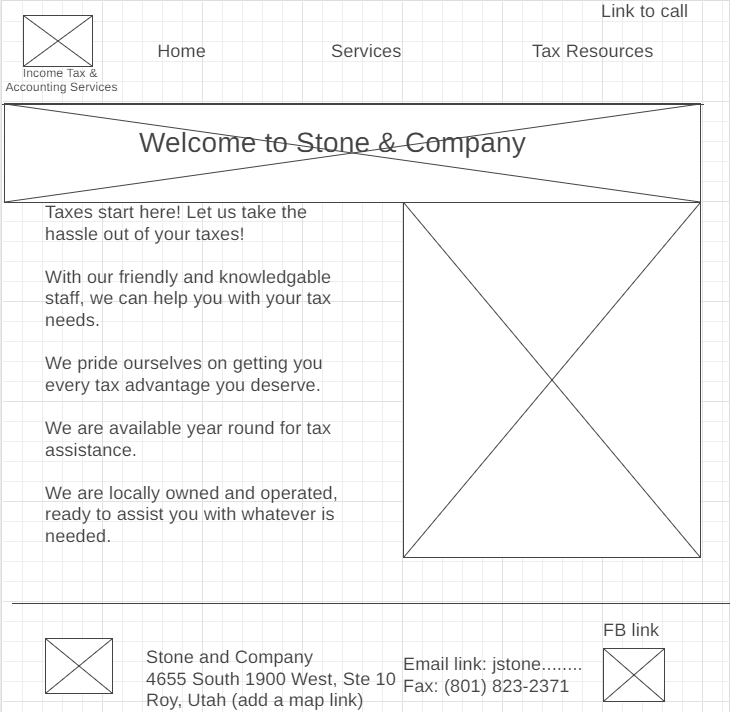 Link to call
Home
Services
Tax Resources
Income Tax &
Accounting Services
Welcome to Stone & Company
Taxes start here! Let us take the
hassle out of your taxes!
With our friendly and knowledgable
staff, we can help you with your tax
needs.
We pride ourselves on getting you
every tax advantage you deserve.
We are available year round for tax
assistance.
We are locally owned and operated,
ready to assist you with whatever is
needed.
Stone and Company
4655 South 1900 West, Ste 10
Roy, Utah (add a map link)
Email link: jstone........
Fax: (801) 823-2371
FB link